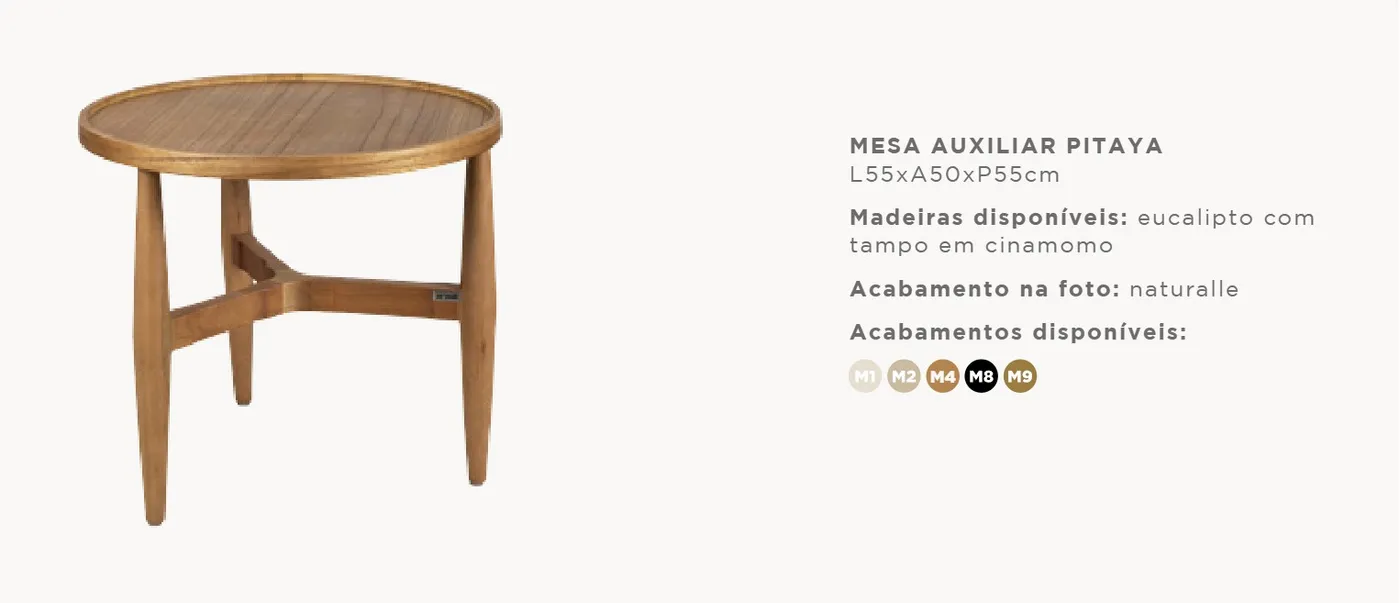 MESA AUXILIAR PITAYA
L55xA50xP55cm
Madeiras disponíveis: eucalipto com
tampo em cinamomo
Acabamento na foto: naturalle
Acabamentos disponíveis:
M1 M2 M4 M8 M9